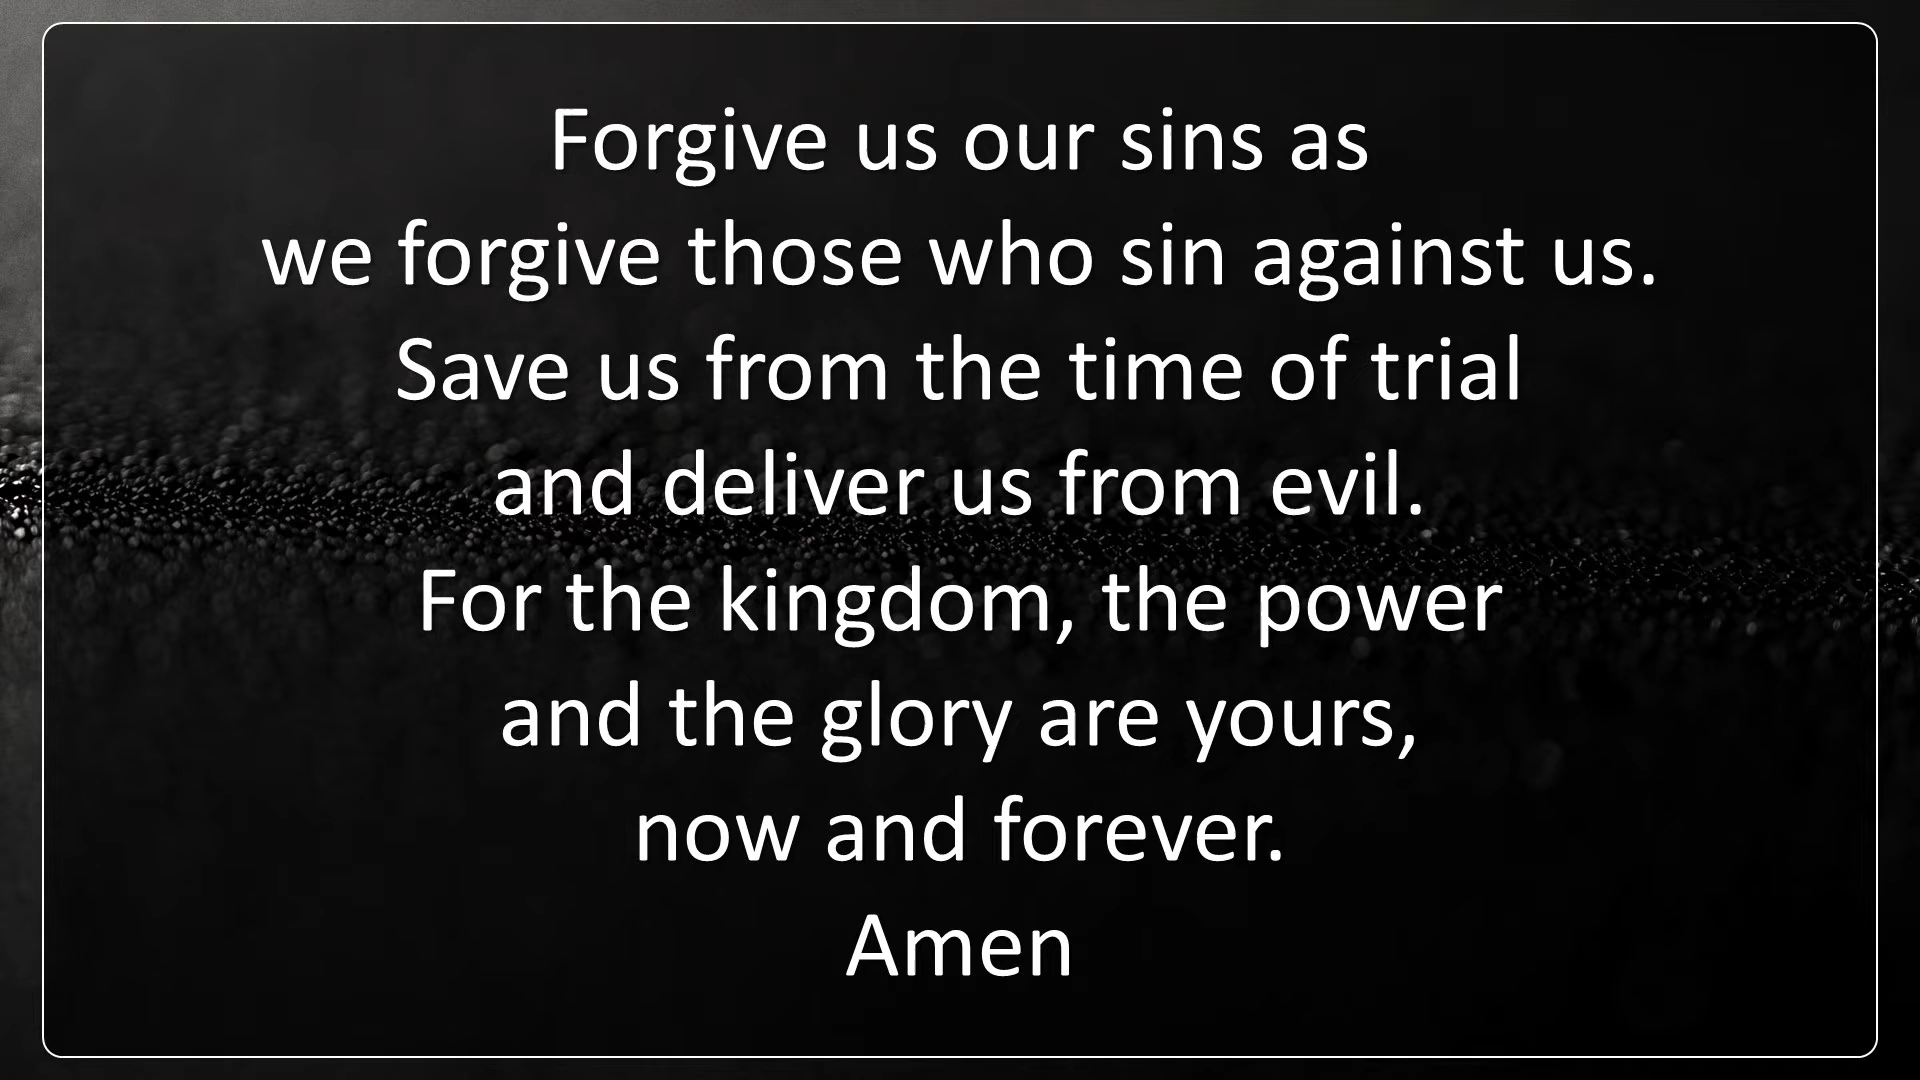 Forgive us our sins as
we forgive those who sin against us.
Save us from the time of trial
and deliver us from evil.
For the kingdom, the power
and the glory are yours,
now and forever.
Amen